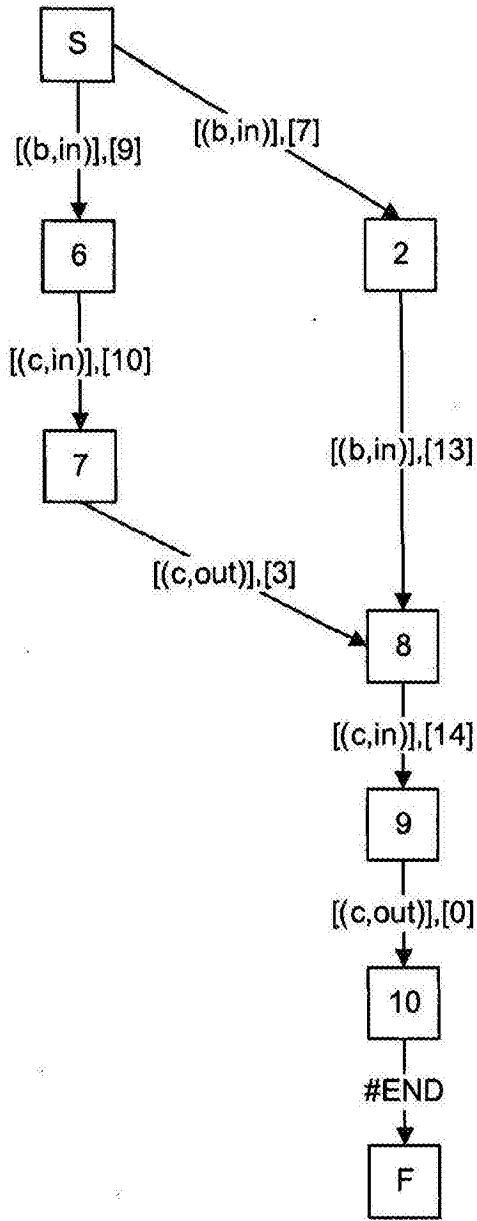 S
[(b,in)],[9]
[(b,in)],[7]
6
2
[(c,in)],[10]
[(b,in)],[13]
7
[(c,out)],[3]
8
[(c,in)],[14]
9
[(c,out)],[0]
10
#END
F